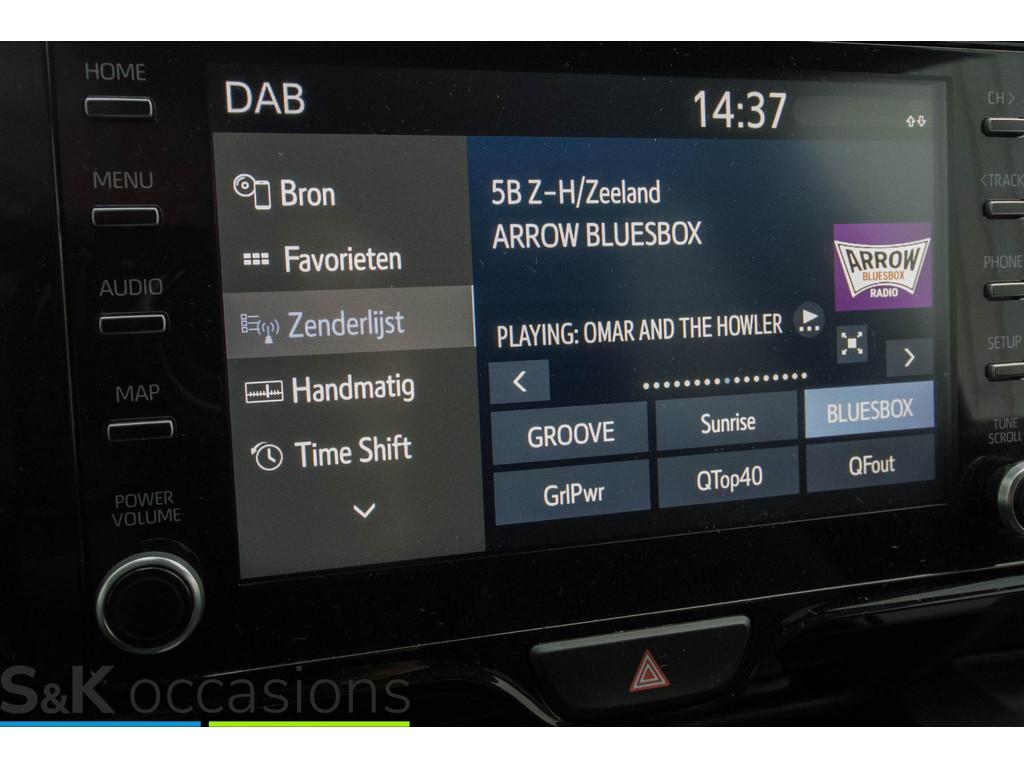 HOME
DAB
14:37
CH >
MENU
Bron
5B Z-H/Zeeland
<TRACK
ARROW BLUESBOX
Favorieten
ARROW
BLUESBOX
RADIO
AUDIO
PHONE
Zenderlijst
PLAYING: OMAR AND THE HOWLER
SETUP
MAP
Handmatig
GROOVE
Sunrise
BLUESBOX
TUNE
SCROLL
Time Shift
GrlPwr
QTop40
QFout
POWER
VOLUME
S&K occasions